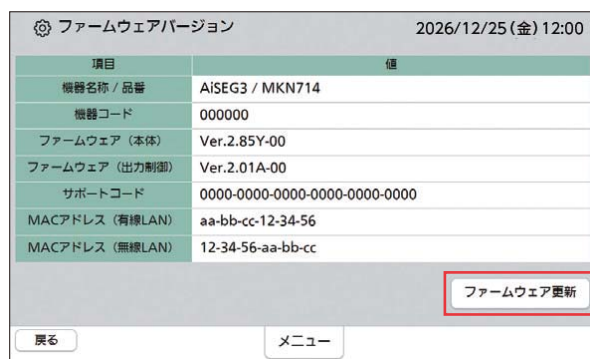 ファームウェアバージョン 2026/12/25(金)12:00
項目 値
機器名称 / 品番 AiSEG3 / MKN714
機器コード 000000
ファームウェア（本体） Ver.2.85Y-00
ファームウェア（出力制御） Ver.2.01A-00
サポートコード 0000-0000-0000-0000-0000-0000
MACアドレス（有線LAN） aa-bb-cc-12-34-56
MACアドレス（無線LAN） 12-34-56-aa-bb-cc
ファームウェア更新
戻る メニュー